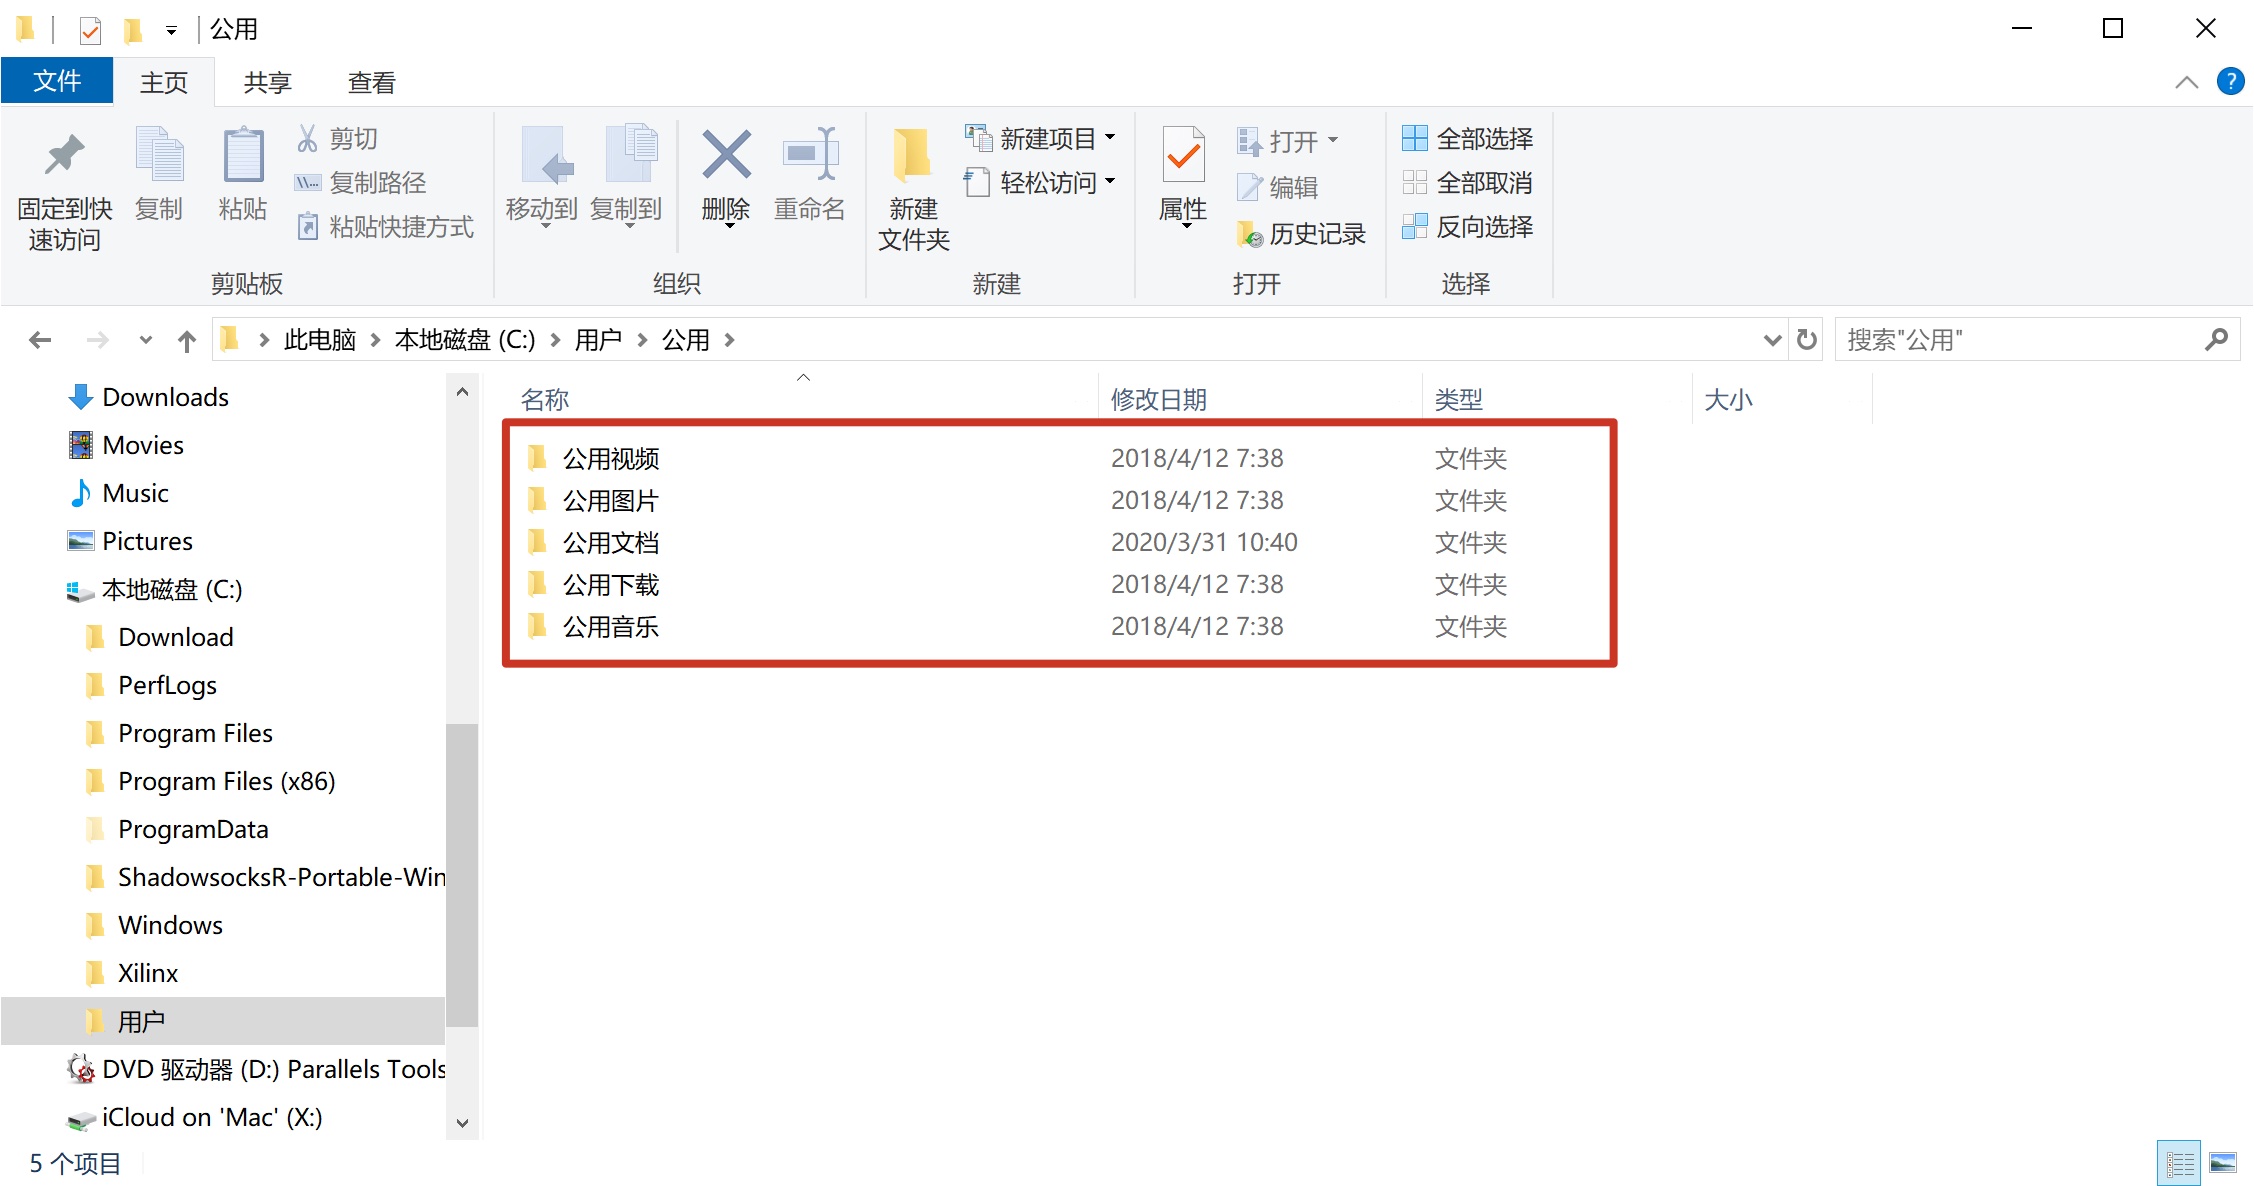 公用
文件 主页 共享 查看
固定到快速访问
复制
粘贴
剪切
复制路径
粘贴快捷方式
剪贴板
移动到 复制到 删除 重命名
组织
新建
文件夹
新建项目
轻松访问
新建
属性
打开
编辑
历史记录
打开
全部选择
全部取消
反向选择
选择
此电脑 本地磁盘 (C:) 用户 公用
搜索"公用"
Downloads
Movies
Music
Pictures
本地磁盘 (C:)
Download
PerfLogs
Program Files
Program Files (x86)
ProgramData
ShadowsocksR-Portable-Win
Windows
Xilinx
用户
DVD 驱动器 (D:) Parallels Tools
iCloud on 'Mac' (X:)
名称 修改日期 类型 大小
公用视频 2018/4/12 7:38 文件夹
公用图片 2018/4/12 7:38 文件夹
公用文档 2020/3/31 10:40 文件夹
公用下载 2018/4/12 7:38 文件夹
公用音乐 2018/4/12 7:38 文件夹
5 个项目